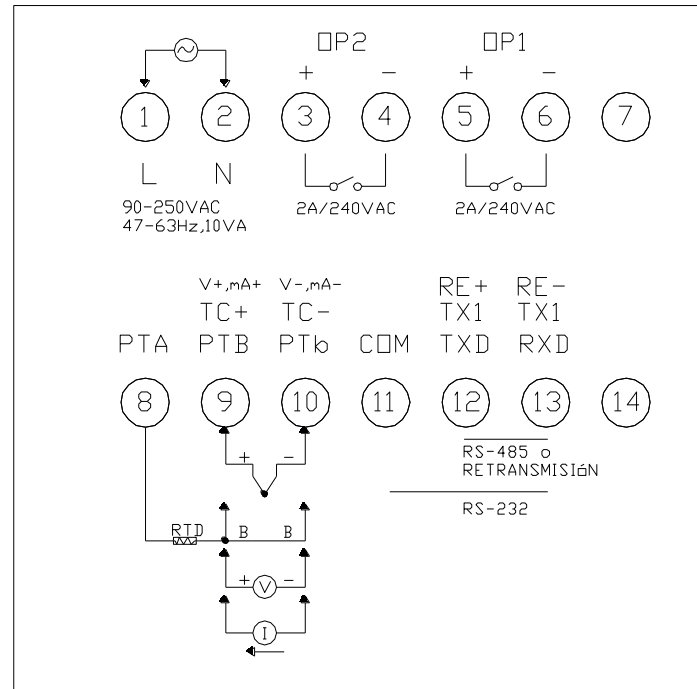 OP2 OP1
+ - + -
1 2 3 4 5 6 7
L N
90-250VAC 2A/240VAC 2A/240VAC
47-63Hz,10VA
V+,mA+ V-,mA- RE+ RE-
TC+ TC- TX1 TX1
PTA PTB PTb COM TXD RXD
8 9 10 11 12 13 14
RS-485 o
RETRANSMISIóN
+ -
RS-232
RTD B B
+ V -
I